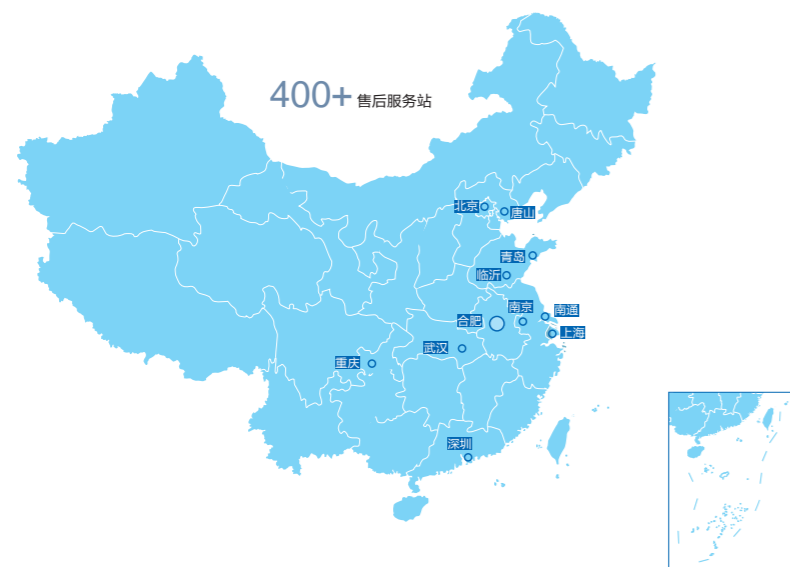 400+ 售后服务站
北京
唐山
青岛
临沂
南京
南通
合肥
上海
武汉
重庆
深圳